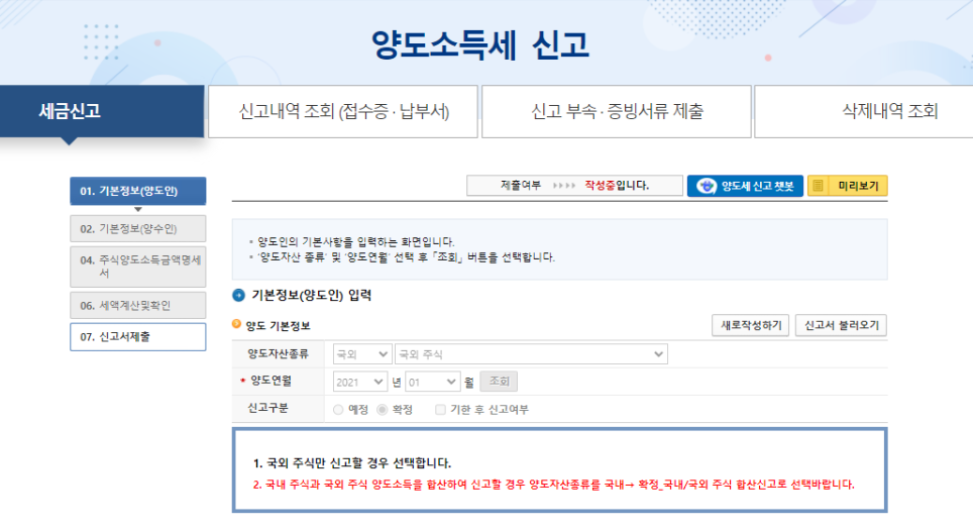 양도소득세 신고
세금신고
신고내역 조회 (접수증 · 납부서)
신고 부속 · 증빙서류 제출
삭제내역 조회
01. 기본정보(양도인)
02. 기본정보(양수인)
04. 주식양도소득금액명세
서
06. 세액계산및확인
07. 신고서제출
제출여부 작성중입니다.
양도세 신고 챗봇
미리보기
• 양도인의 기본사항을 입력하는 화면입니다.
• '양도자산 종류' 및 '양도연월' 선택 후 「조회」 버튼을 선택합니다.
기본정보(양도인) 입력
양도 기본정보
새로작성하기
신고서 불러오기
양도자산종류 국외 국외 주식
* 양도연월 2021 년 01 월 조회
신고구분 예정 확정 기한 후 신고여부
1. 국외 주식만 신고할 경우 선택합니다.
2. 국내 주식과 국외 주식 양도소득을 합산하여 신고할 경우 양도자산종류를 국내→ 확정_국내/국외 주식 합산신고로 선택바랍니다.